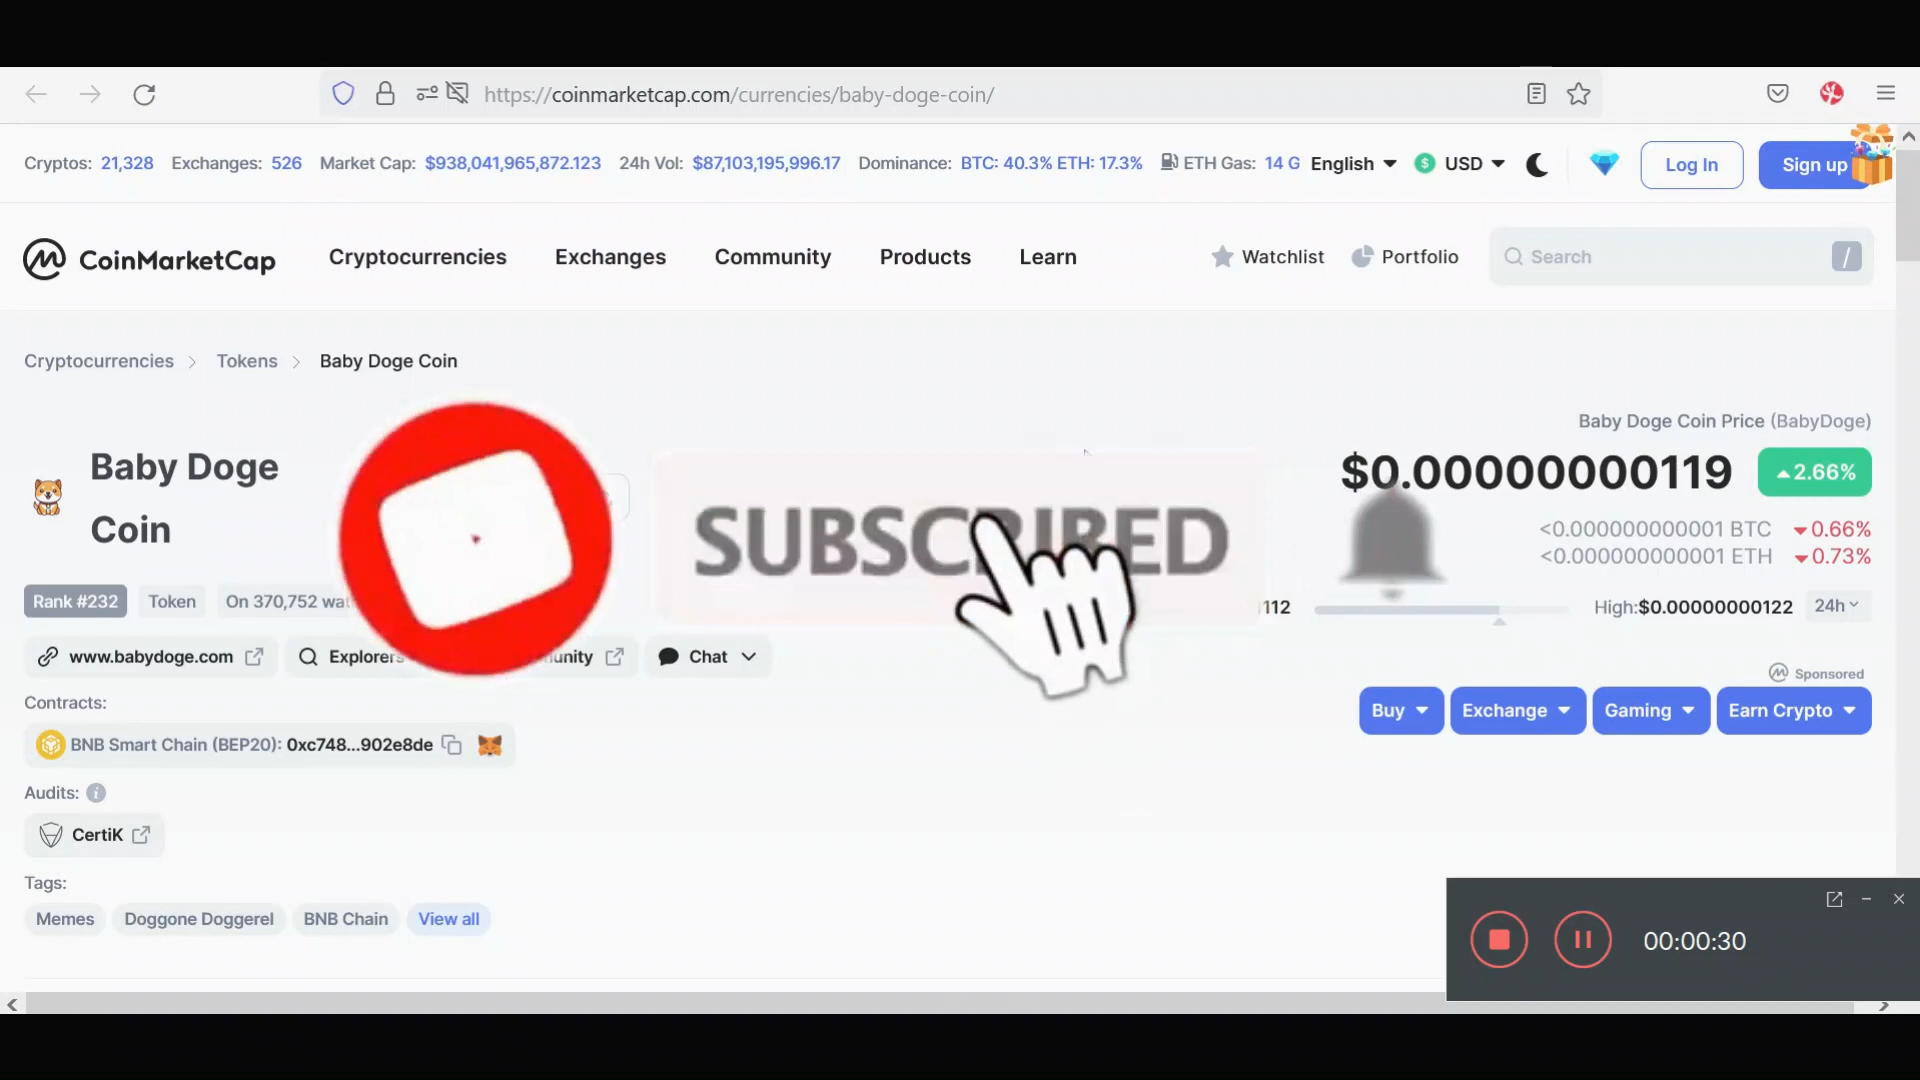 https://coinmarketcap.com/currencies/baby-doge-coin/
Cryptos: 21,328 Exchanges: 526 Market Cap: $938,041,965,872.123 24h Vol: $87,103,195,996.17 Dominance: BTC: 40.3% ETH: 17.3% ETH Gas: 14 G English USD Log In Sign up
CoinMarketCap Cryptocurrencies Exchanges Community Products Learn Watchlist Portfolio Search /
Cryptocurrencies Tokens Baby Doge Coin
Baby Doge Coin Price (BabyDoge)
Baby Doge
Coin
$0.00000000119 2.66%
SUBSCRIBED
<0.000000000001 BTC 0.66%
<0.000000000001 ETH 0.73%
Rank #232 Token On 370,752 112 High:$0.00000000122 24h
www.babydoge.com Explorers Chat
Sponsored
Contracts:
Buy Exchange Gaming Earn Crypto
BNB Smart Chain (BEP20): 0xc748...902e8de
Audits:
CertiK
Tags:
Memes Doggone Doggerel BNB Chain View all
00:00:30